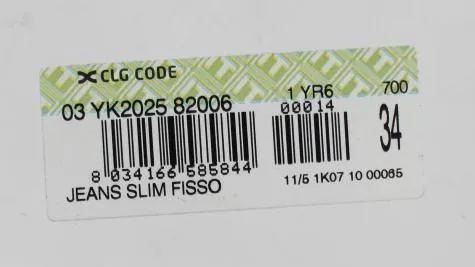 CLG CODE
03 YK2025 82006
1 YR6
700
00014
34
8 034166 585844
JEANS SLIM FISSO
11/5 1K07 10 00065